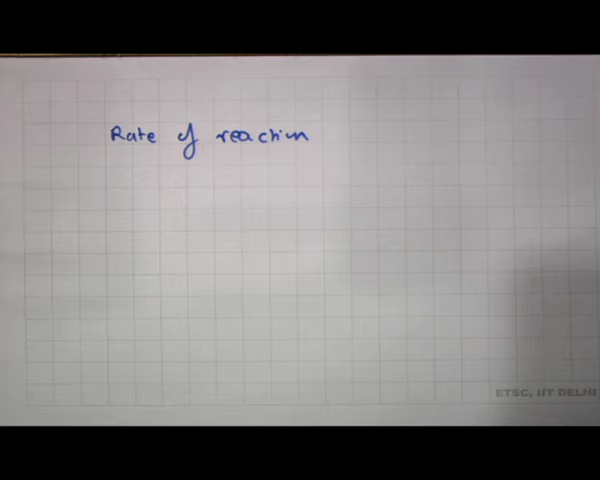 Rate of reaction
ETSC, IIT DELHI